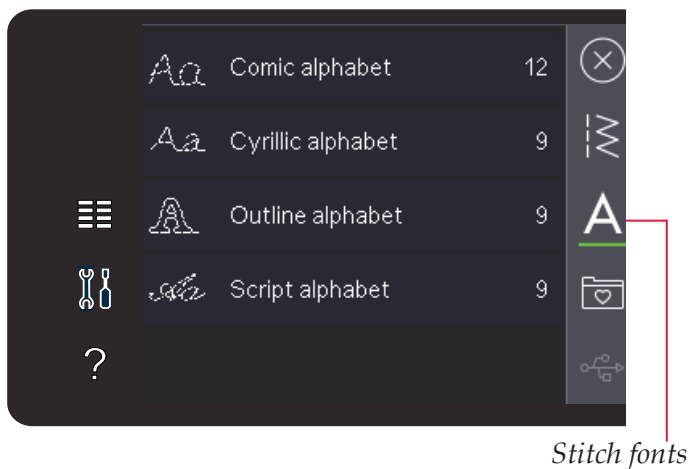 Aa Comic alphabet 12
Aa Cyrillic alphabet 9
A Outline alphabet 9
Script alphabet 9
A
?
Stitch fonts